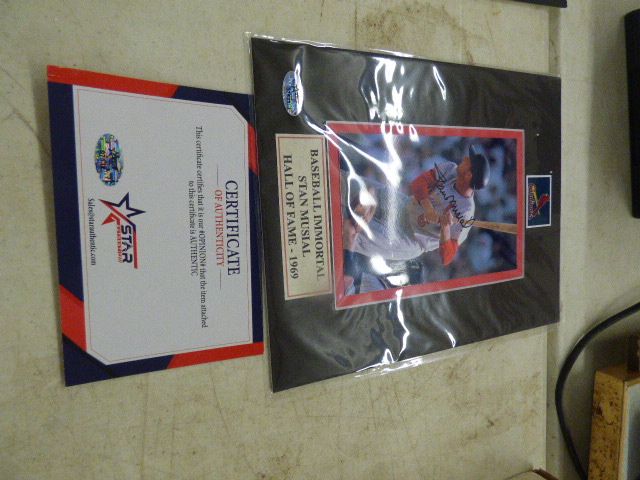 CERTIFICATE
OF AUTHENTICITY
This certificate certifies that it is our #OPINION# that the item attached
to this certificate is AUTHENTIC
STAR
Sales@starauthentic.com
BASEBALL IMMORTAL
STAN MUSIAL
HALL OF FAME - 1969